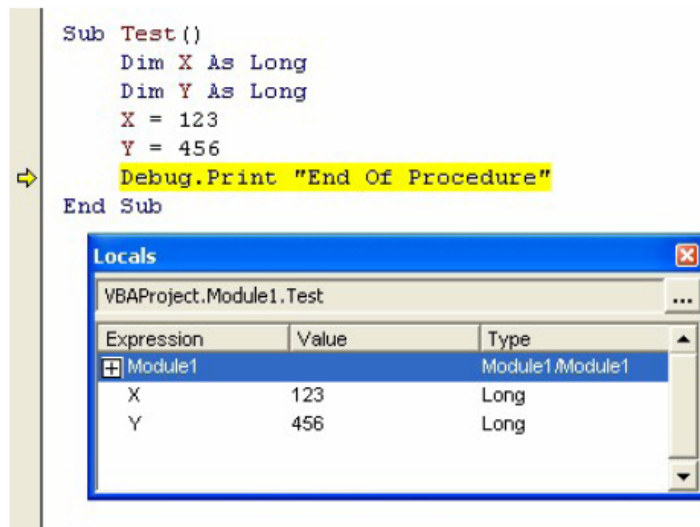 Sub Test()
Dim X As Long
Dim Y As Long
X = 123
Y = 456
Debug.Print "End Of Procedure"
End Sub
Locals
VBAProject.Module1.Test ...
Expression Value Type
Module1 Module1/Module1
X 123 Long
Y 456 Long